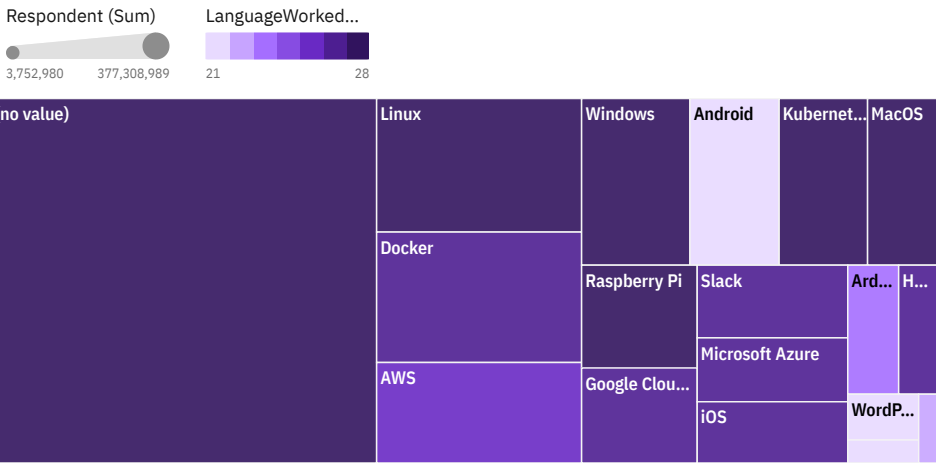 Respondent (Sum)
3,752,980 377,308,989
LanguageWorked...
21 28
no value)
Linux
Docker
AWS
Windows
Android
Kubernet...
MacOS
Raspberry Pi
Google Clou...
Slack
Microsoft Azure
iOS
Ard...
H...
WordP...